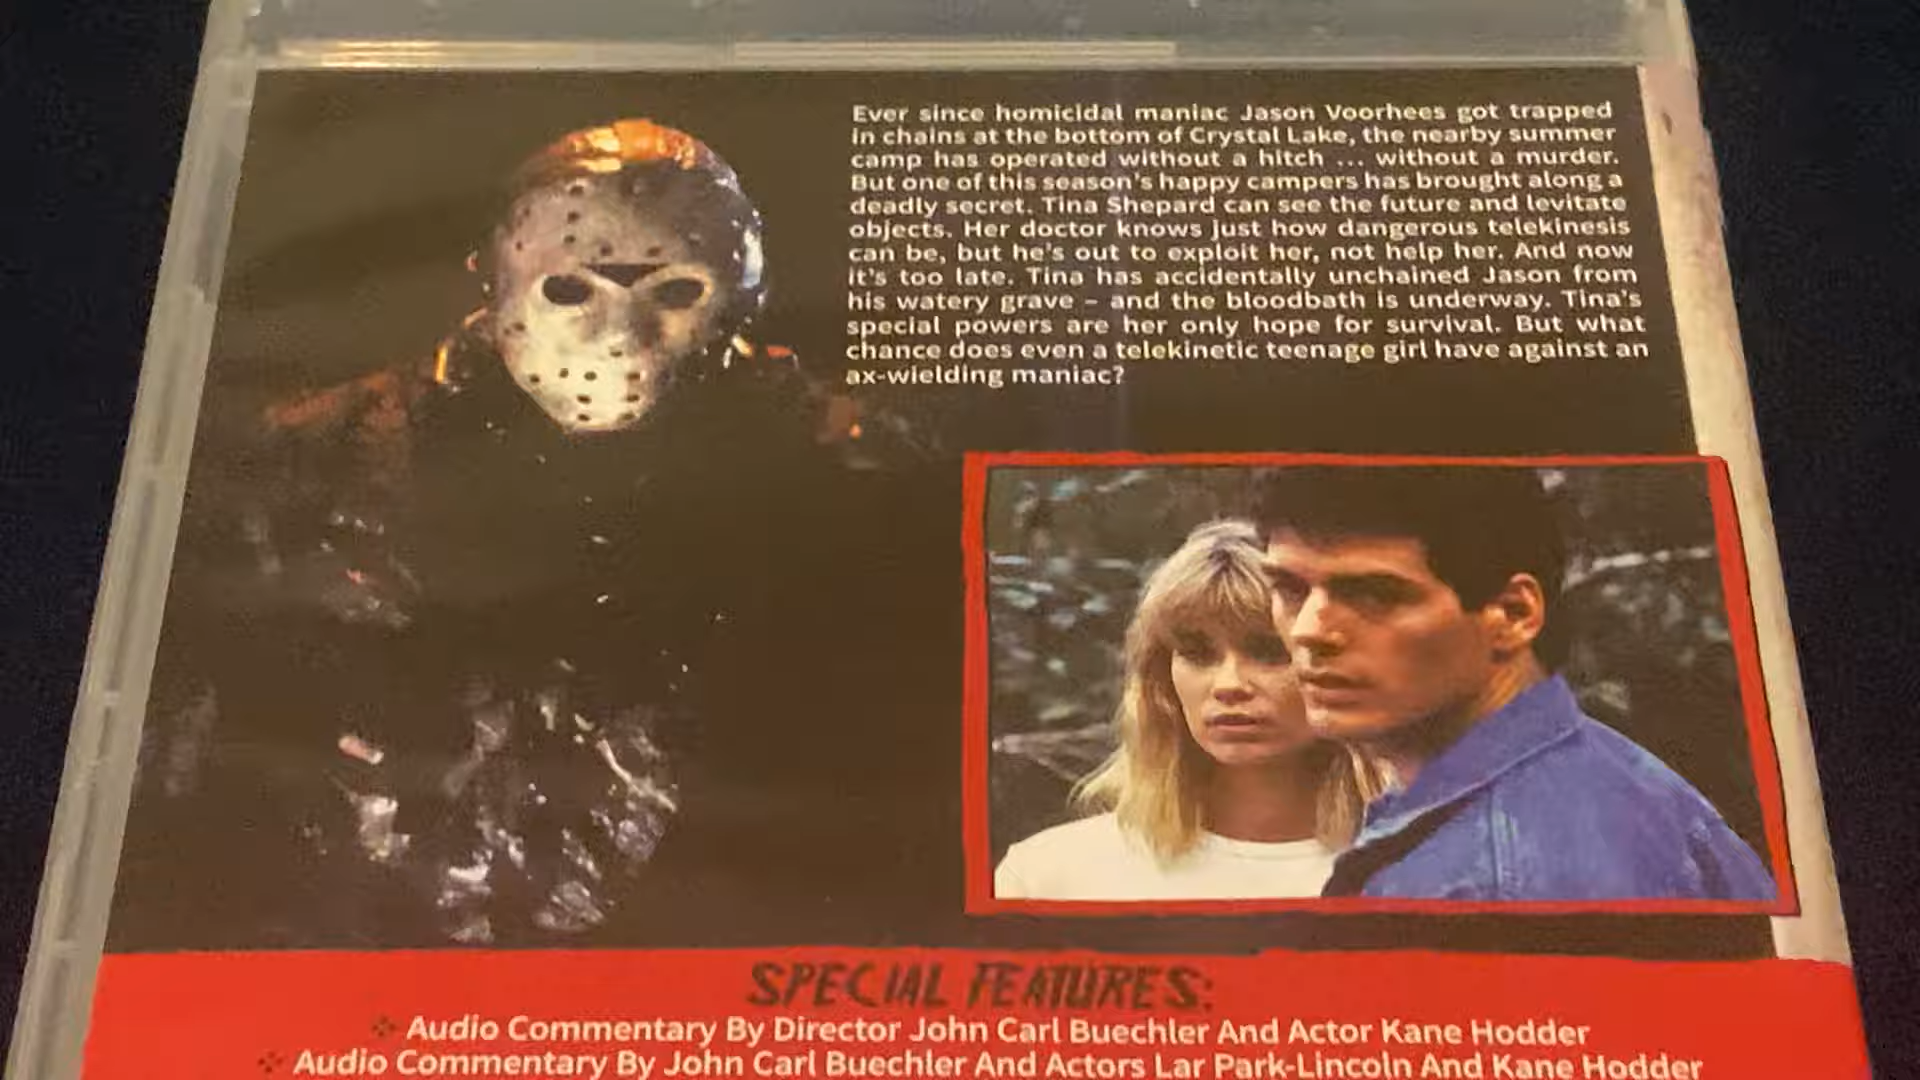 Ever since homicidal maniac Jason Voorhees got trapped
in chains at the bottom of Crystal Lake, the nearby summer
camp has operated without a hitch ... without a murder.
But one of this season's happy campers has brought along a
deadly secret. Tina Shepard can see the future and levitate
objects. Her doctor knows just how dangerous telekinesis
can be, but he's out to exploit her, not help her. And now
it's too late. Tina has accidentally unchained Jason from
his watery grave – and the bloodbath is underway. Tina's
special powers are her only hope for survival. But what
chance does even a telekinetic teenage girl have against an
ax-wielding maniac?
SPECIAL FEATURES:
Audio Commentary By Director John Carl Buechler And Actor Kane Hodder
Audio Commentary By John Carl Buechler And Actors Lar Park-Lincoln And Kane Hodder